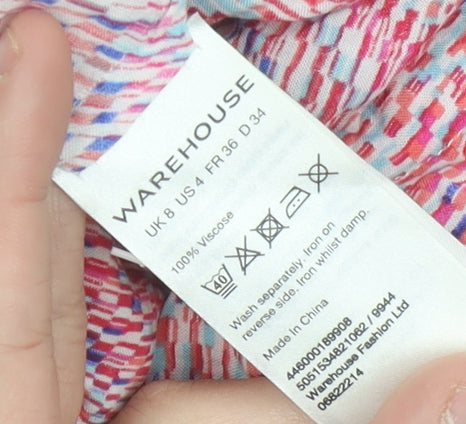 WAREHOUSE
UK 8 US 4 FR 36 D 34
100% Viscose
40
Wash separately. Iron on
reverse side. Iron whilst damp.
Made In China
446000189908
5051534821062 / 9944
Warehouse Fashion Ltd
06822214